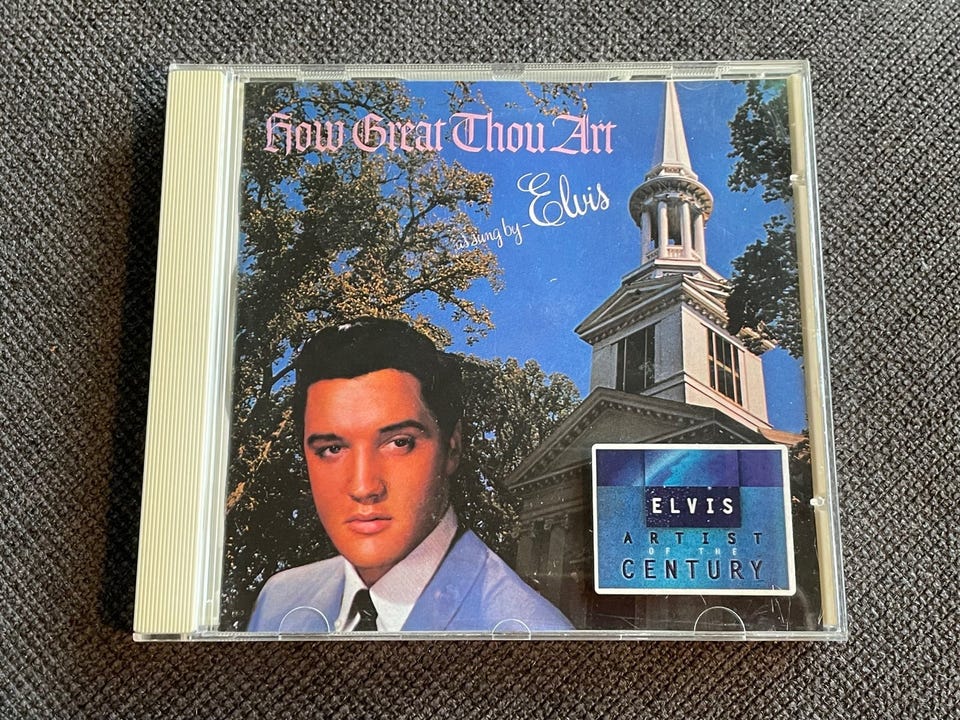 How Great Thou Art
as sung by – Elvis
ELVIS
ARTIST
OF THE
CENTURY